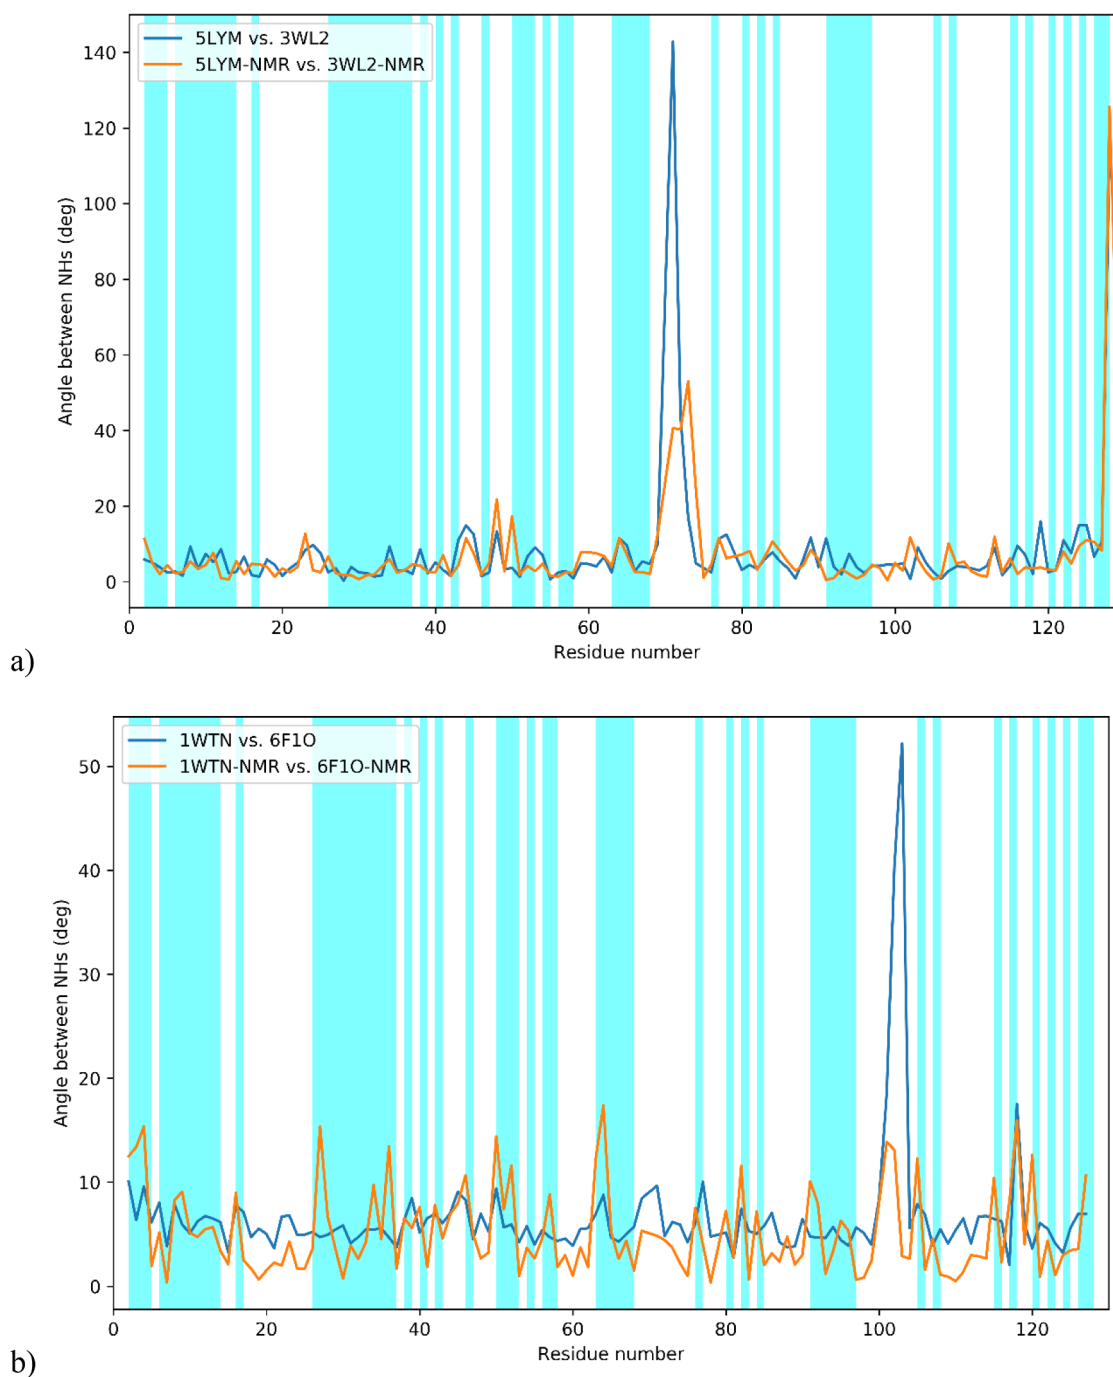 5LYM vs. 3WL2
5LYM-NMR vs. 3WL2-NMR
Angle between NHs (deg)
140
120
100
80
60
40
20
0
0 20 40 60 80 100 120
Residue number
a)
1WTN vs. 6F1O
1WTN-NMR vs. 6F1O-NMR
Angle between NHs (deg)
50
40
30
20
10
0
0 20 40 60 80 100 120
Residue number
b)